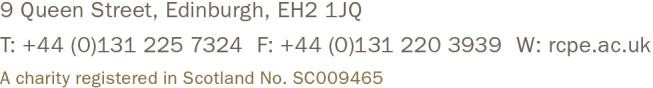 9 Queen Street, Edinburgh, EH2 1JQ
T: +44 (0)131 225 7324  F: +44 (0)131 220 3939  W: rcpe.ac.uk
A charity registered in Scotland No. SC009465